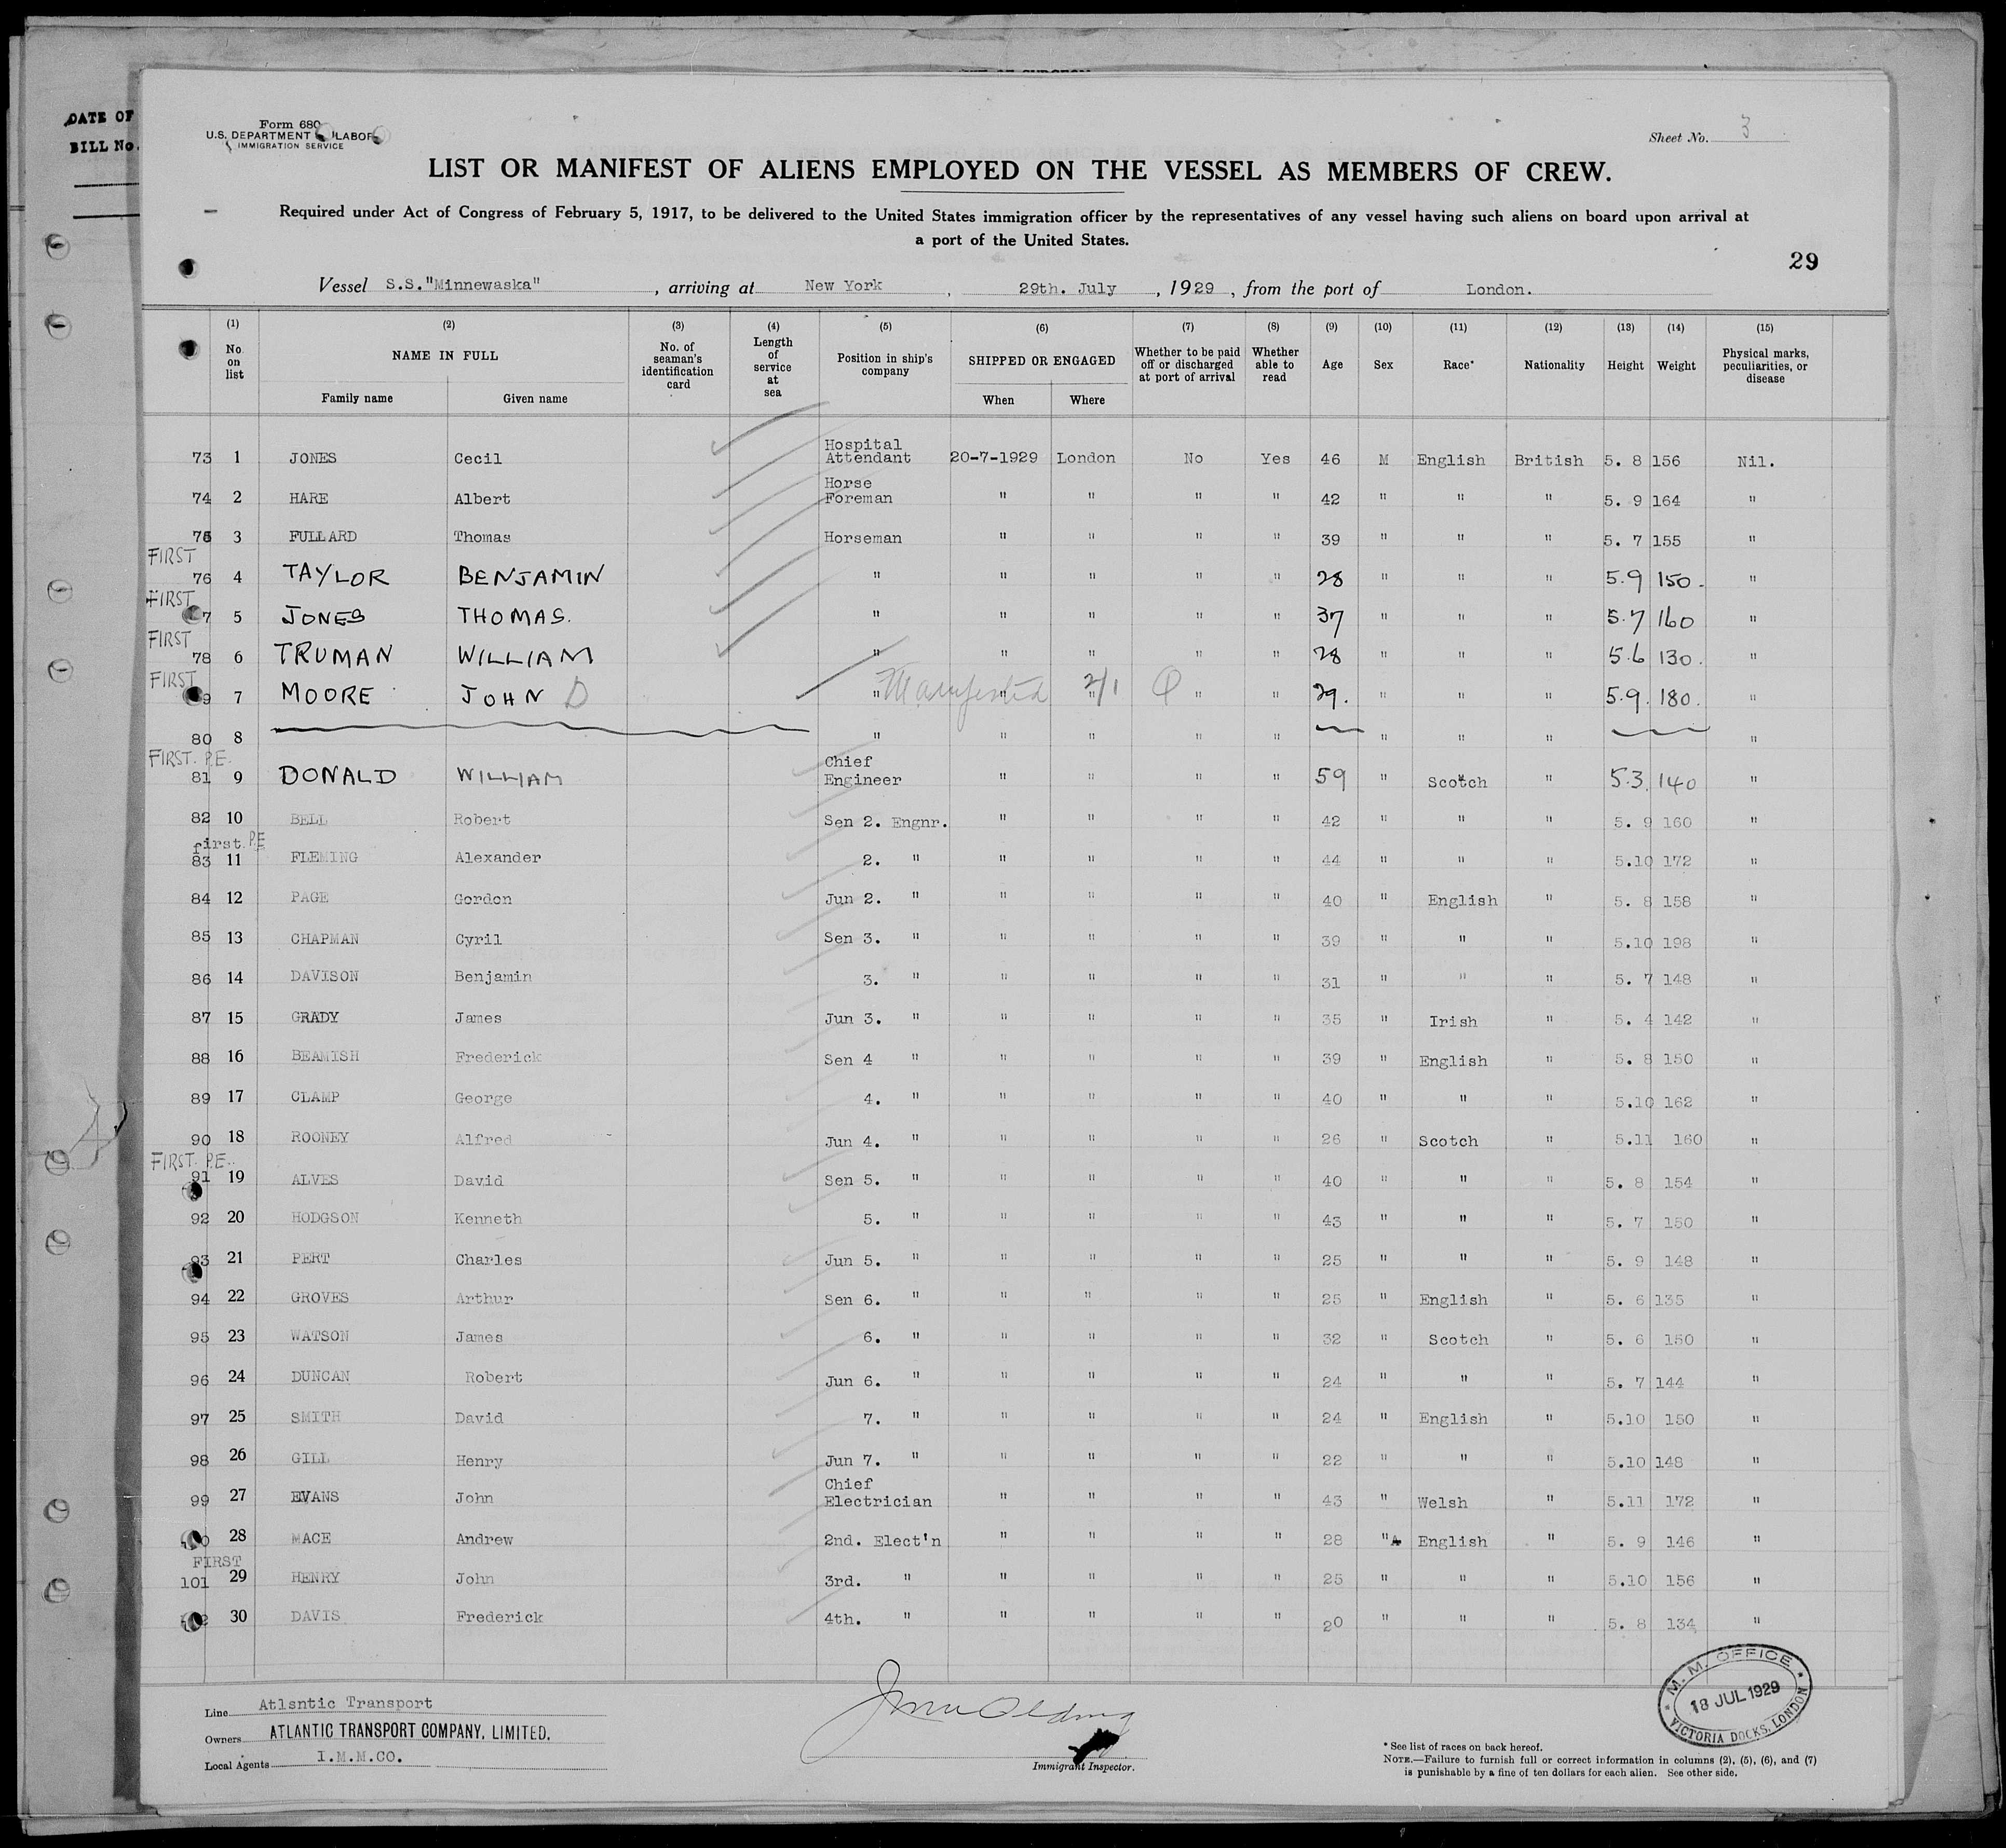 DATE OF
BILL No.
Form 680
U.S. DEPARTMENT LABOR
IMMIGRATION SERVICE
Sheet No. 3
LIST OR MANIFEST OF ALIENS EMPLOYED ON THE VESSEL AS MEMBERS OF CREW.
Required under Act of Congress of February 5, 1917, to be delivered to the United States immigration officer by the representatives of any vessel having such aliens on board upon arrival at
a port of the United States.
29
Vessel S.S."Minnewaska", arriving at New York, 29th. July, 1929, from the port of London.
(1) (2) (3) (4) (5) (6) (7) (8) (9) (10) (11) (12) (13) (14) (15)
No. on list NAME IN FULL No. of seaman's identification card Length of service at sea Position in ship's company SHIPPED OR ENGAGED Whether to be paid off or discharged at port of arrival Whether able to read Age Sex Race* Nationality Height Weight Physical marks, peculiarities, or disease
Family name Given name When Where
73 1 JONES Cecil Hospital Attendant 20-7-1929 London No Yes 46 M English British 5. 8 156 Nil.
74 2 HARE Albert Horse Foreman " " " " 42 " " " 5. 9 164 "
75 3 FULLARD Thomas Horseman " " " " 39 " " " 5. 7 155 "
FIRST
76 4 TAYLOR BENJAMIN " " " " " 28 " " " 5.9 150. "
FIRST
7 5 JONES THOMAS. " " " " " 37 " " " 5.7 160 "
FIRST
78 6 TRUMAN WILLIAM " " " " " 28 " " " 5.6 130. "
FIRST
9 7 MOORE JOHN D " Manifested " 2/1 " " " 29. " " " 5.9. 180. "
80 8 " " " " " " " " "
FIRST. P.E.
81 9 DONALD WILLIAM Chief Engineer " " " " 59 " Scotch " 5.3. 140 "
82 10 BELL Robert Sen 2. Engnr. " " " " 42 " " " 5. 9 160 "
first. P.E
83 11 FLEMING Alexander 2. " " " " " 44 " " " 5.10 172 "
84 12 PAGE Gordon Jun 2. " " " " " 40 " English " 5. 8 158 "
85 13 CHAPMAN Cyril Sen 3. " " " " " 39 " " " 5.10 198 "
86 14 DAVISON Benjamin 3. " " " " " 31 " " " 5. 7 148 "
87 15 GRADY James Jun 3. " " " " " 35 " Irish " 5. 4 142 "
88 16 BEAMISH Frederick Sen 4 " " " " " 39 " English " 5. 8 150 "
89 17 CLAMP George 4. " " " " " 40 " " " 5.10 162 "
90 18 ROONEY Alfred Jun 4. " " " " " 26 " Scotch " 5.11 160 "
FIRST. P.E.
91 19 ALVES David Sen 5. " " " " " 40 " " " 5. 8 154 "
92 20 HODGSON Kenneth 5. " " " " " 43 " " " 5. 7 150 "
93 21 PERT Charles Jun 5. " " " " " 25 " " " 5. 9 148 "
94 22 GROVES Arthur Sen 6. " " " " " 25 " English " 5. 6 135 "
95 23 WATSON James 6. " " " " " 32 " Scotch " 5. 6 150 "
96 24 DUNCAN Robert Jun 6. " " " " " 24 " " " 5. 7 144 "
97 25 SMITH David 7. " " " " " 24 " English " 5.10 150 "
98 26 GILL Henry Jun 7. " " " " " 22 " " " 5.10 148 "
99 27 EVANS John Chief Electrician " " " " 43 " Welsh " 5.11 172 "
28 MACE Andrew 2nd. Elect'n " " " " 28 " English " 5. 9 146 "
FIRST
101 29 HENRY John 3rd. " " " " " 25 " " " 5.10 156 "
2 30 DAVIS Frederick 4th. " " " " " 20 " " " 5. 8 134 "
Line Atlsntic Transport
Owners ATLANTIC TRANSPORT COMPANY, LIMITED.
Local Agents I.M.M.CO.
Immigrant Inspector.
M. M. OFFICE
18 JUL 1929
VICTORIA DOCKS, LONDON
* See list of races on back hereof.
NOTE.—Failure to furnish full or correct information in columns (2), (5), (6), and (7)
is punishable by a fine of ten dollars for each alien. See other side.